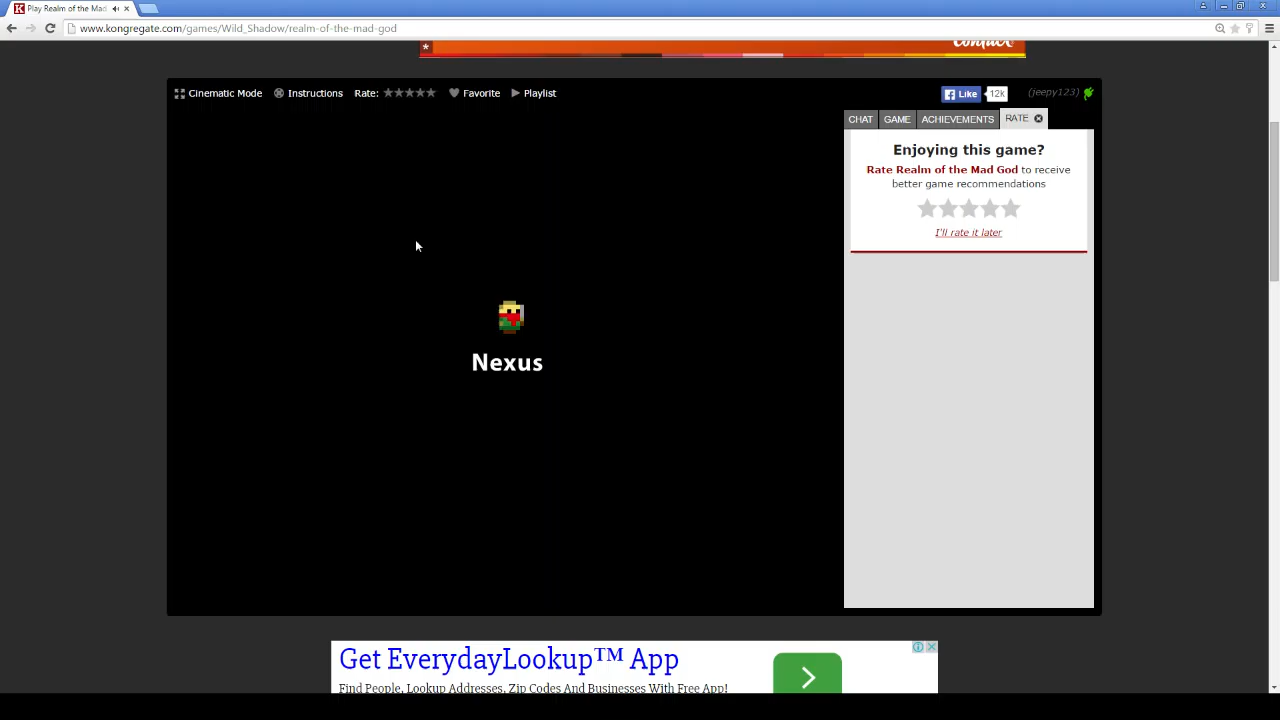 Play Realm of the Mad
www.kongregate.com/games/Wild_Shadow/realm-of-the-mad-god
Contact
Cinematic Mode
Instructions
Rate:
Favorite
Playlist
Like
12k
(jeepy123)
CHAT
GAME
ACHIEVEMENTS
RATE
Enjoying this game?
Rate Realm of the Mad God to receive
better game recommendations
I'll rate it later
Nexus
Get EverydayLookup™ App
Find People, Lookup Addresses, Zip Codes And Businesses With Free App!